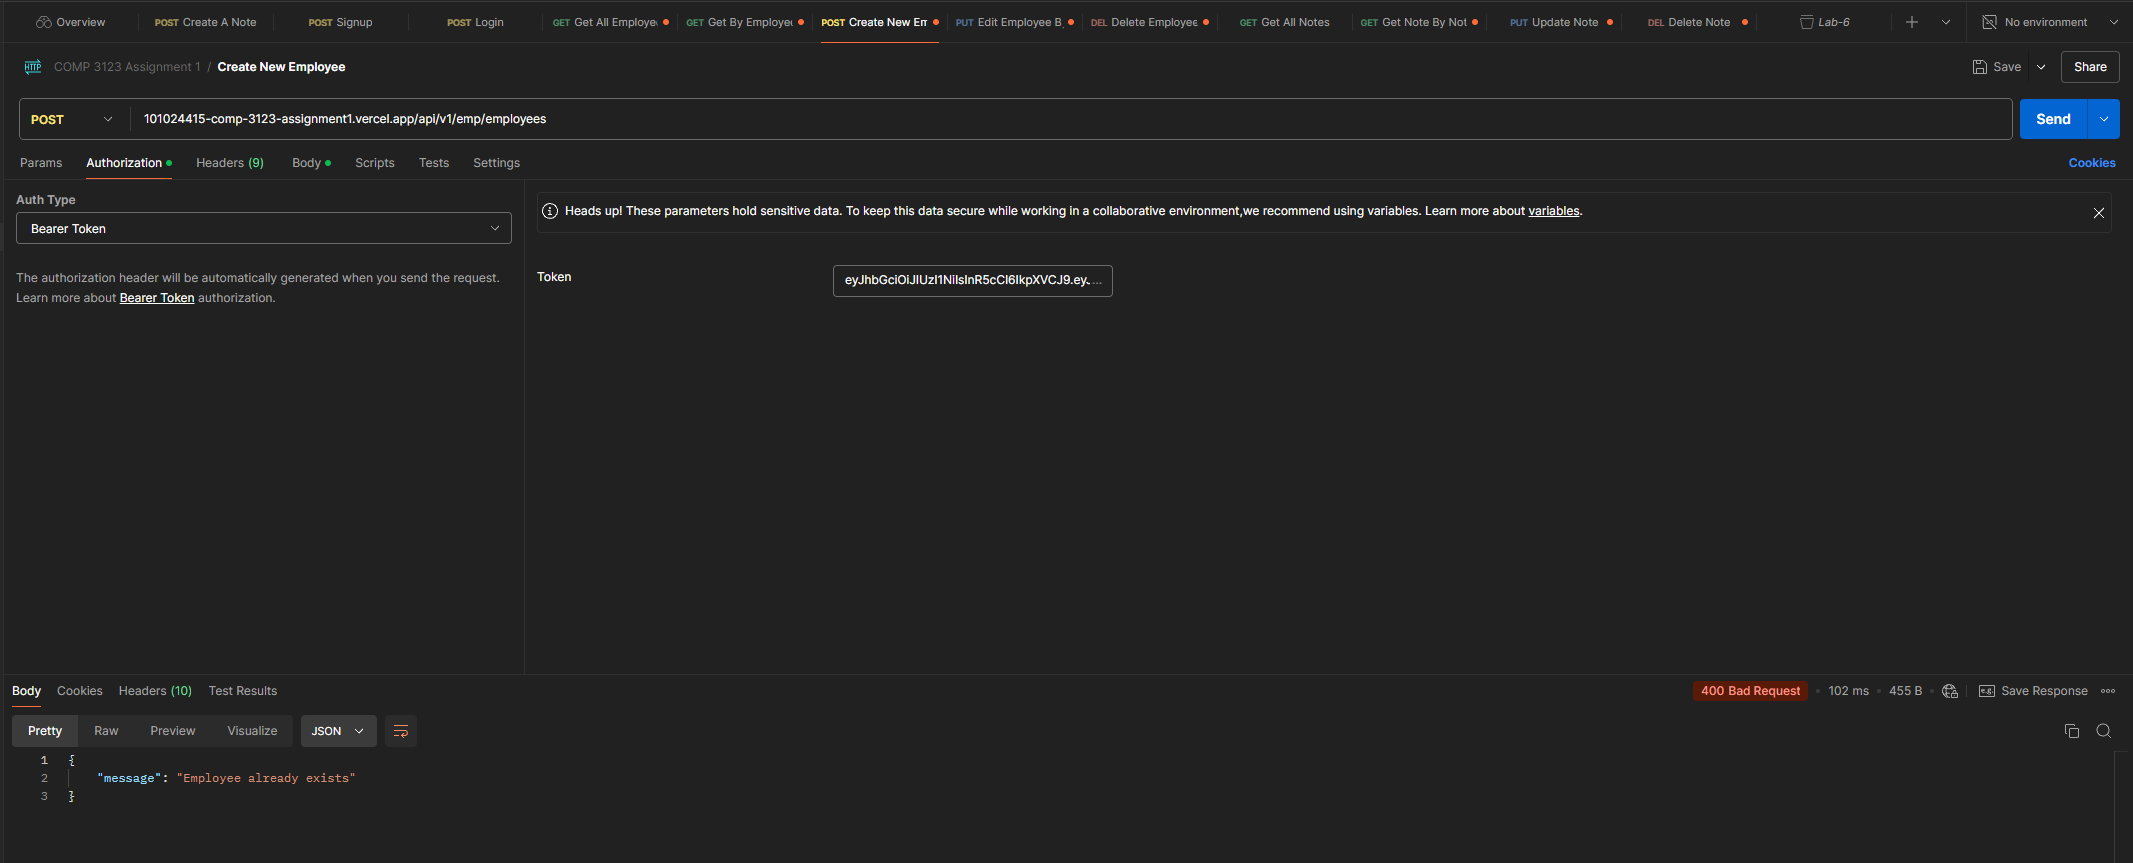 Overview
POST Create A Note
POST Signup
POST Login
GET Get All Employe
GET Get By Employe
POST Create New Em
PUT Edit Employee B
DEL Delete Employee
GET Get All Notes
GET Get Note By Not
PUT Update Note
DEL Delete Note
Lab-6
No environment
HTTP COMP 3123 Assignment 1 / Create New Employee
Save
Share
POST
101024415-comp-3123-assignment1.vercel.app/api/v1/emp/employees
Send
Params Authorization Headers (9) Body Scripts Tests Settings
Cookies
Auth Type
Bearer Token
The authorization header will be automatically generated when you send the request.
Learn more about Bearer Token authorization.
Heads up! These parameters hold sensitive data. To keep this data secure while working in a collaborative environment,we recommend using variables. Learn more about variables.
Token
eyJhbGciOiJIUzI1NiIsInR5cCI6IkpXVCJ9.eyJ...
Body Cookies Headers (10) Test Results
400 Bad Request • 102 ms • 455 B
e.g. Save Response
Pretty Raw Preview Visualize JSON
1 {
2 "message": "Employee already exists"
3 }